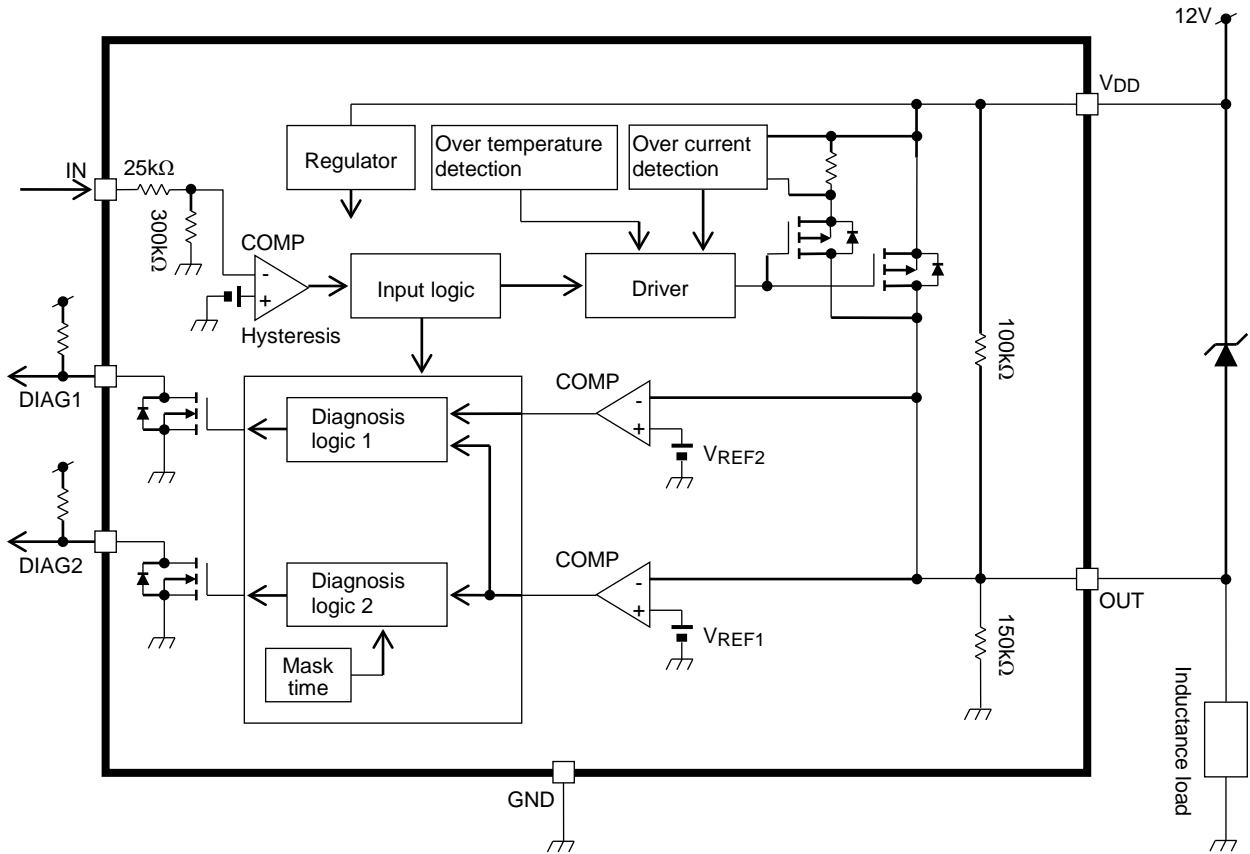 12V
VDD
IN
25kΩ
300kΩ
Regulator
Over temperature
detection
Over current
detection
COMP
Hysteresis
Input logic
Driver
100kΩ
DIAG1
Diagnosis
logic 1
COMP
VREF2
DIAG2
Diagnosis
logic 2
COMP
VREF1
OUT
150kΩ
Mask
time
Inductance load
GND